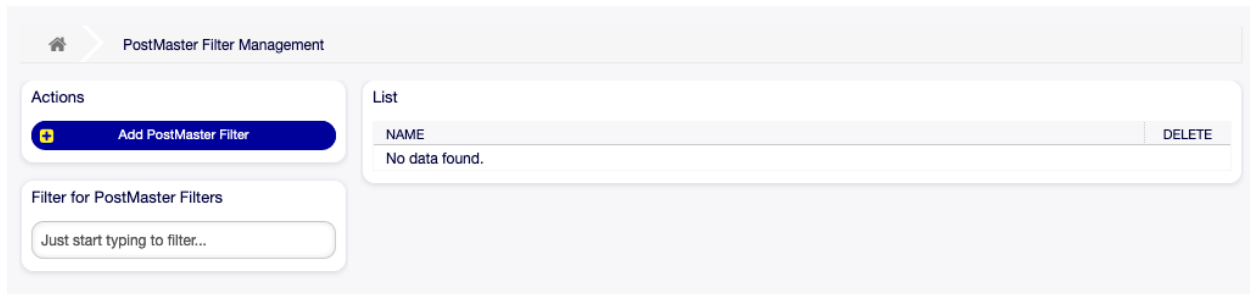 PostMaster Filter Management
Actions
Add PostMaster Filter
Filter for PostMaster Filters
Just start typing to filter...
List
NAME DELETE
No data found.